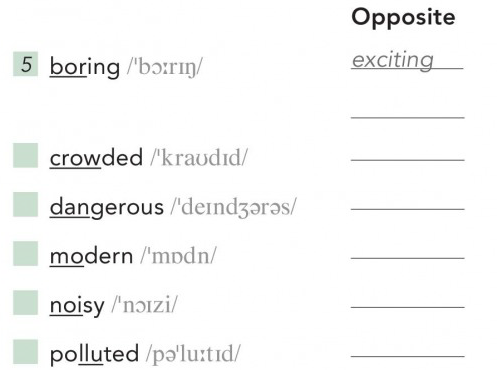 Opposite
5 boring /ˈbɔːrɪŋ/ exciting
crowded /ˈkraʊdɪd/
dangerous /ˈdeɪndʒərəs/
modern /ˈmɒdn/
noisy /ˈnɔɪzi/
polluted /pəˈluːtɪd/